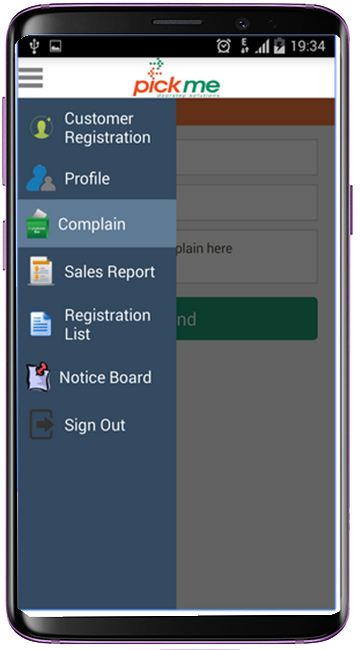 19:34
pickme
doorstep solutions
Customer
Registration
Profile
Complain
plain here
Sales Report
nd
Registration
List
Notice Board
Sign Out